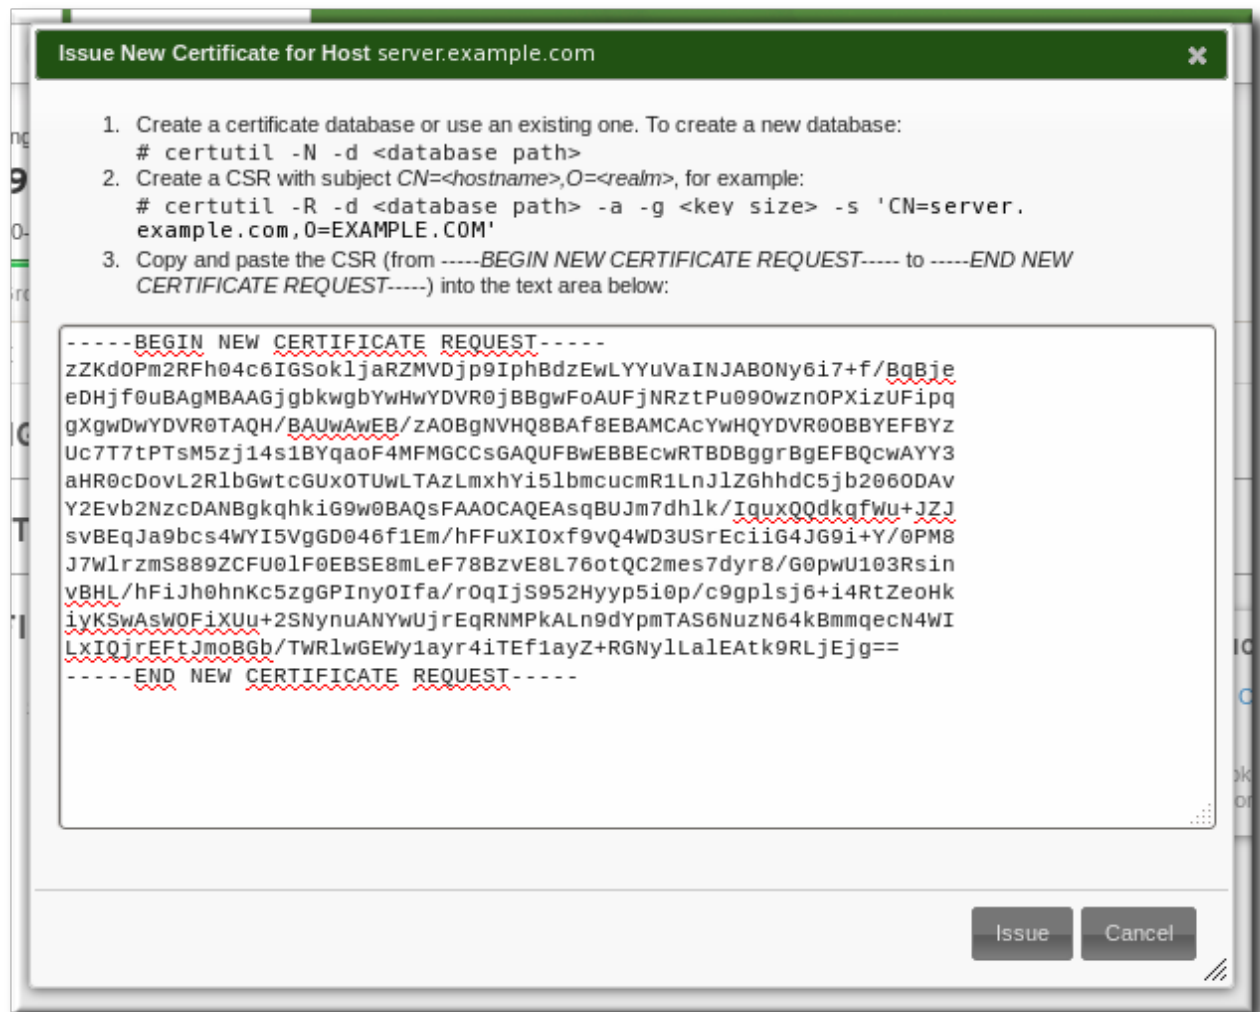 Issue New Certificate for Host server.example.com
1. Create a certificate database or use an existing one. To create a new database:
# certutil -N -d <database path>
2. Create a CSR with subject CN=<hostname>,O=<realm>, for example:
# certutil -R -d <database path> -a -g <key size> -s 'CN=server.
example.com,O=EXAMPLE.COM'
3. Copy and paste the CSR (from -----BEGIN NEW CERTIFICATE REQUEST----- to -----END NEW
CERTIFICATE REQUEST-----) into the text area below:
-----BEGIN NEW CERTIFICATE REQUEST-----
zZKdOPm2RFh04c6IGSokljaRZMVDjp9IphBdzEwLYYuVaINJABONy6i7+f/BqBje
eDHjf0uBAgMBAAGjgbkwgbYwHwYDVR0jBBgwFoAUFjNRztPu09OwznOPXizUFipq
gXgwDwYDVR0TAQH/BAUwAwEB/zAOBgNVHQ8BAf8EBAMCAcYwHQYDVR0OBBYEFBYz
Uc7T7tPTsM5zj14s1BYqaoF4MFMGCCsGAQUFBwEBBEcwRTBDBggrBgEFBQcwAYY3
aHR0cDovL2RlbGwtcGUxOTUwLTAzLmxhYi5lbmcucmR1LnJlZGhhdC5jb206ODAv
Y2Evb2NzcDANBgkqhkiG9w0BAQsFAAOCAQEAsqBUJm7dhlk/IquxQQdkqfWu+JZJ
svBEqJa9bcs4WYI5VgGD046f1Em/hFFuXIOxf9vQ4WD3USrEciiG4JG9i+Y/0PM8
J7WlrzmS889ZCFU0lF0EBSE8mLeF78BzvE8L76otQC2mes7dyr8/G0pwU103Rsin
vBHL/hFiJh0hnKc5zgGPInyOIfa/rOqIjS952Hyyp5i0p/c9gplsj6+i4RtZeoHk
iyKSwAsWOFiXUu+2SNynuANYwUjrEqRNMPkALn9dYpmTAS6NuzN64kBmmqecN4WI
LxIQjrEFtJmoBGb/TWRlwGEWy1ayr4iTEf1ayZ+RGNylLalEAtk9RLjEjg==
-----END NEW CERTIFICATE REQUEST-----
Issue Cancel